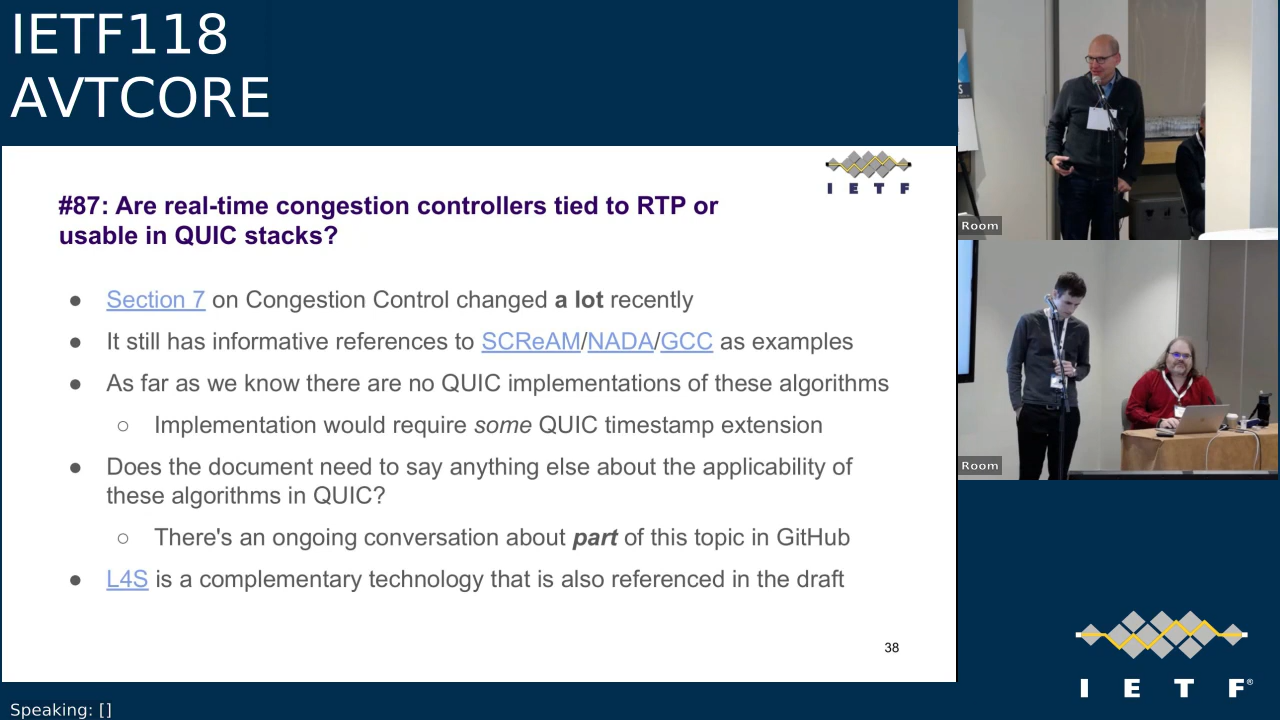 IETF118
AVTCORE
I E T F
#87: Are real-time congestion controllers tied to RTP or
usable in QUIC stacks?
● Section 7 on Congestion Control changed a lot recently
● It still has informative references to SCReAM/NADA/GCC as examples
● As far as we know there are no QUIC implementations of these algorithms
○ Implementation would require some QUIC timestamp extension
● Does the document need to say anything else about the applicability of
these algorithms in QUIC?
○ There's an ongoing conversation about part of this topic in GitHub
● L4S is a complementary technology that is also referenced in the draft
38
Speaking: []
Room
Room
I E T F®